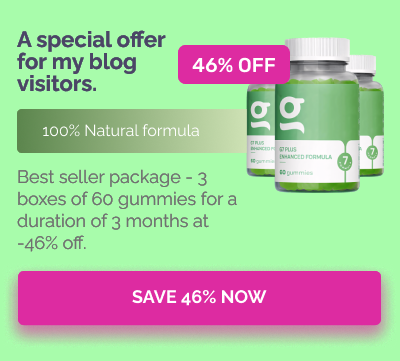 A special offer
for my blog
visitors.
46% OFF
100% Natural formula
G7 PLUS
ENHANCED FORMULA
60 gummies
7
Best seller package - 3
boxes of 60 gummies for a
duration of 3 months at
-46% off.
SAVE 46% NOW